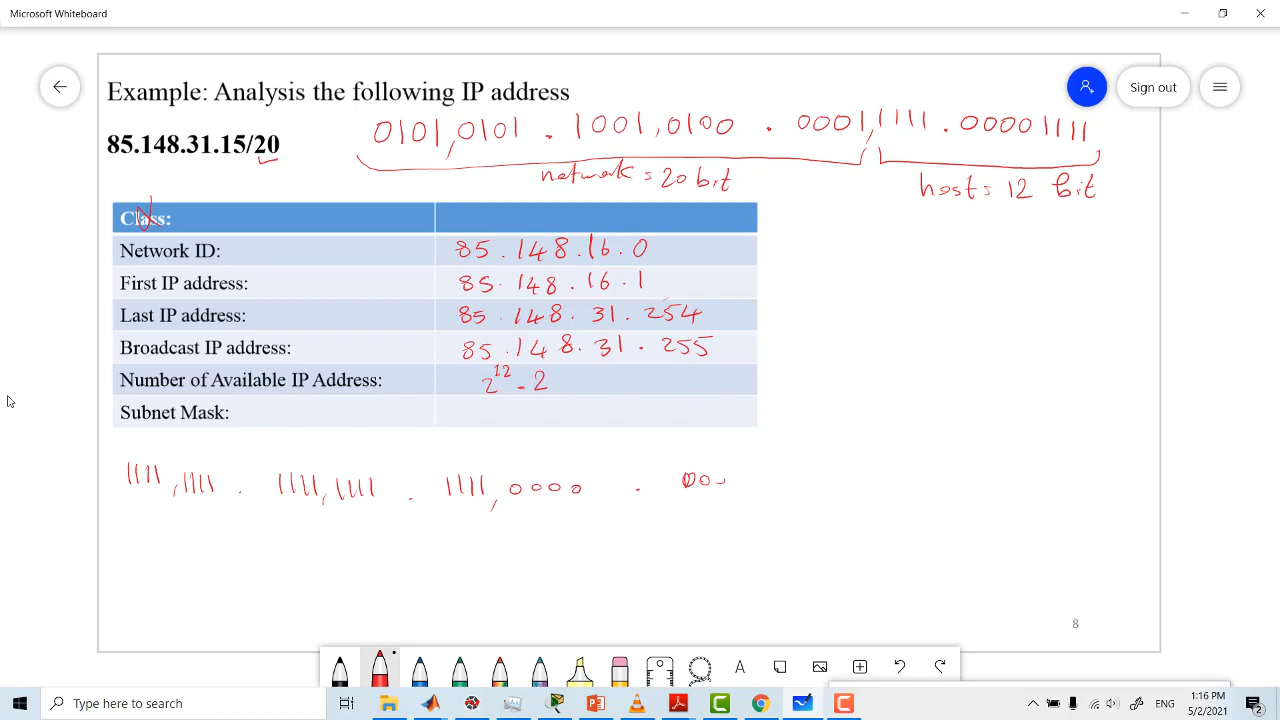 Microsoft Whiteboard
Sign out
Example: Analysis the following IP address
85.148.31.15/20
0101,0101 . 1001,0100 . 0001,1111 . 00001111
network = 20 bit
host = 12 bit
Class:
Network ID: 85.148.16.0
First IP address: 85.148.16.1
Last IP address: 85.148.31.254
Broadcast IP address: 85.148.31.255
Number of Available IP Address: 2^12 - 2
Subnet Mask:
1111,1111 . 1111,1111 . 1111,0000 . 00
8
A
Type here to search
ENG
1:16 PM
5/2/2021
2